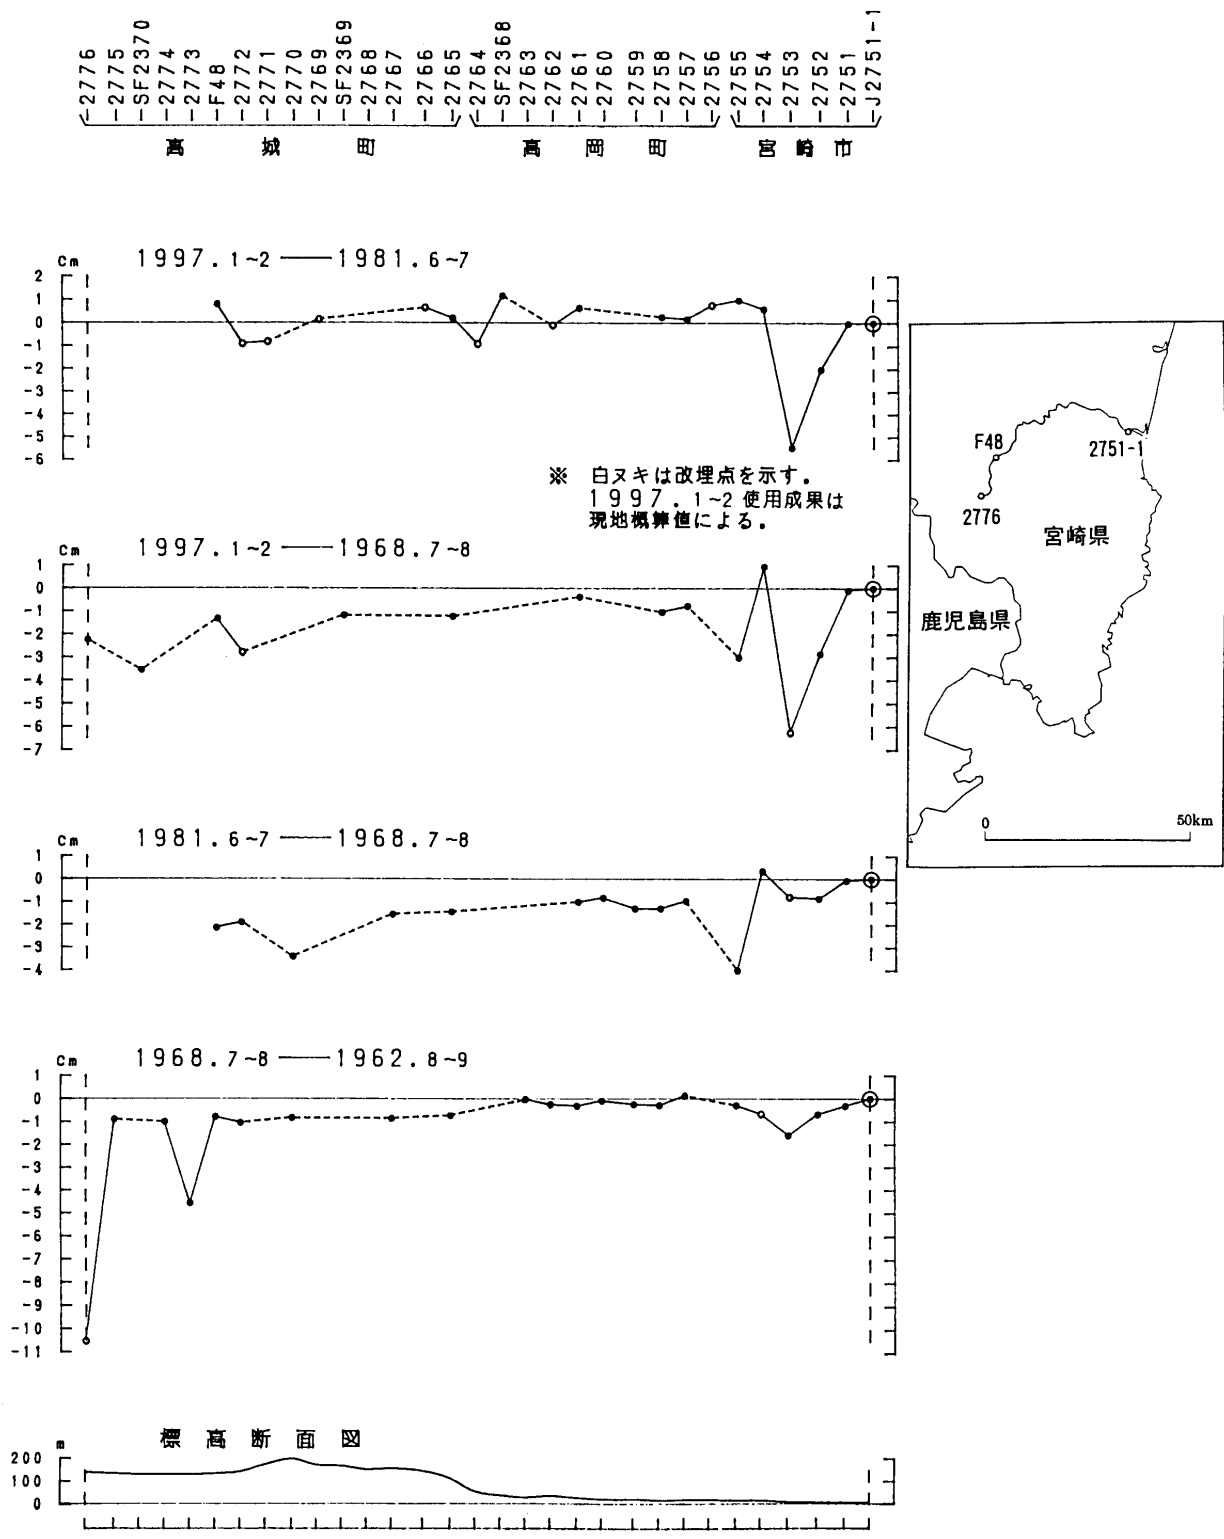 -2776
-2775
-SF2370
-2774
-2773
-F48
-2772
-2771
-2770
-2769
-SF2369
-2768
-2767
-2766
-2765
-2764
-SF2368
-2763
-2762
-2761
-2760
-2759
-2758
-2757
-2756
-2755
-2754
-2753
-2752
-2751
-J2751-1
高城町
高岡町
宮崎市
1997.1~2 ―― 1981.6~7
Cm
2
1
0
-1
-2
-3
-4
-5
-6
※ 白ヌキは改埋点を示す。
1997.1~2 使用成果は
現地概算値による。
1997.1~2 ―― 1968.7~8
Cm
1
0
-1
-2
-3
-4
-5
-6
-7
1981.6~7 ―― 1968.7~8
Cm
1
0
-1
-2
-3
-4
1968.7~8 ―― 1962.8~9
Cm
1
0
-1
-2
-3
-4
-5
-6
-7
-8
-9
-10
-11
標高断面図
m
200
100
0
F48
2751-1
2776
宮崎県
鹿児島県
0 50km